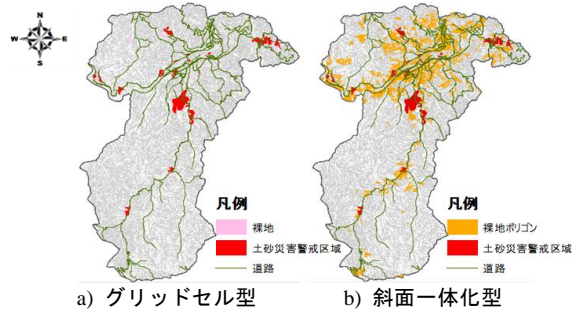 N
W E
S
凡例
裸地
土砂災害警戒区域
道路
a) グリッドセル型
凡例
裸地ポリゴン
土砂災害警戒区域
道路
b) 斜面一体化型